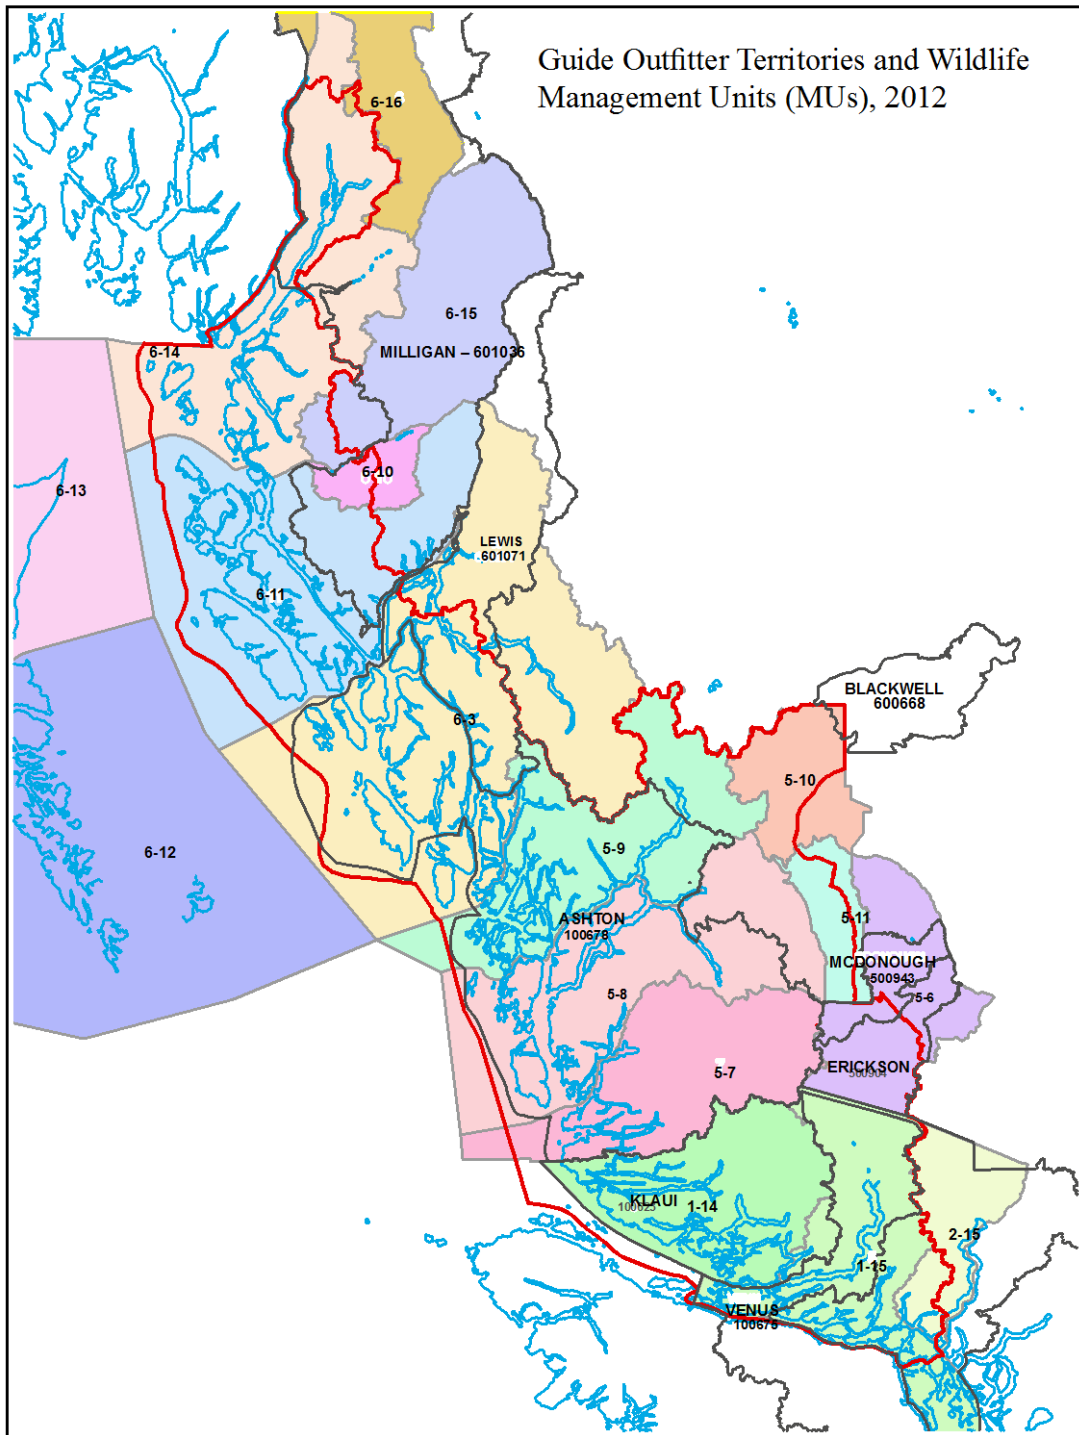 Guide Outfitter Territories and Wildlife
Management Units (MUs), 2012
6-16
6-15
MILLIGAN – 601036
6-14
6-10
6-13
LEWIS
601071
6-11
BLACKWELL
600668
6-3
5-10
6-12
5-9
ASHTON
100678
5-11
MCDONOUGH
500943
5-8
5-6
5-7
ERICKSON
500904
KLAUI
100625
1-14
2-15
1-15
VENUS
100675